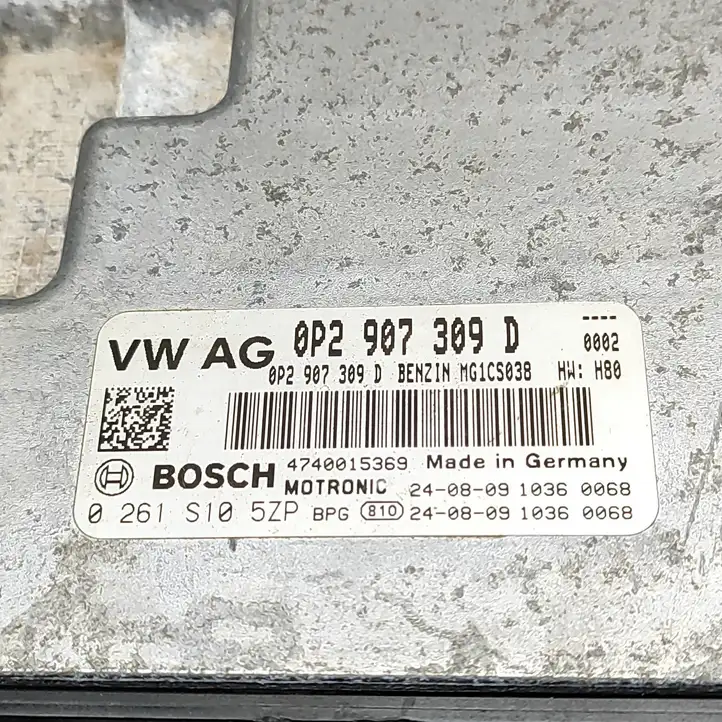 VW AG 0P2 907 309 D ----
0002
0P2 907 309 D BENZIN MG1CS038 HW: H80
BOSCH 4740015369 Made in Germany
MOTRONIC 24-08-09 1036 0068
0 261 S10 5ZP BPG 810 24-08-09 1036 0068